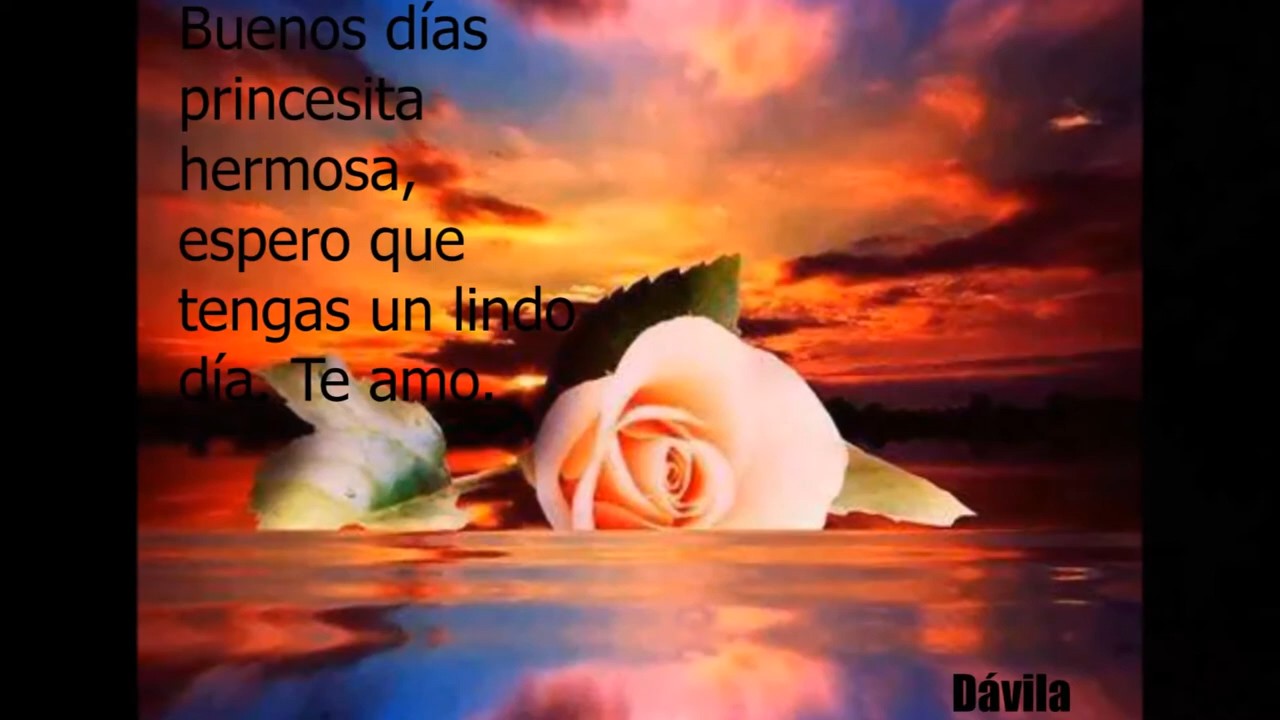 Buenos días
princesita
hermosa,
espero que
tengas un lindo
día. Te amo.
Dávila